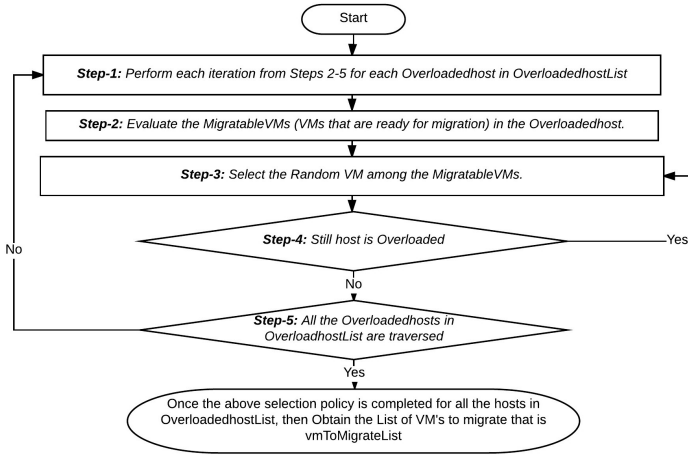 Start
Step-1: Perform each iteration from Steps 2-5 for each Overloadedhost in OverloadedhostList
Step-2: Evaluate the MigratableVMs (VMs that are ready for migration) in the Overloadedhost.
Step-3: Select the Random VM among the MigratableVMs.
Step-4: Still host is Overloaded
Yes
No
No
Step-5: All the Overloadedhosts in
OverloadhostList are traversed
Yes
Once the above selection policy is completed for all the hosts in
OverloadedhostList, then Obtain the List of VM's to migrate that is
vmToMigrateList